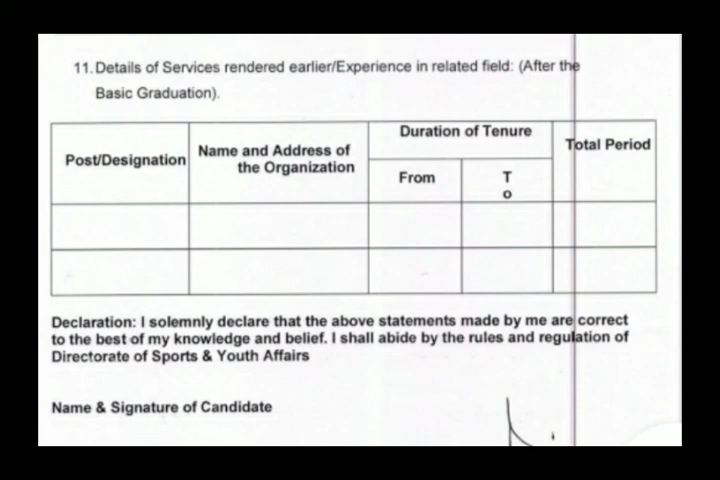 11. Details of Services rendered earlier/Experience in related field: (After the
Basic Graduation).
Post/Designation
Name and Address of
the Organization
Duration of Tenure
From
T
o
Total Period
Declaration: I solemnly declare that the above statements made by me are correct
to the best of my knowledge and belief. I shall abide by the rules and regulation of
Directorate of Sports & Youth Affairs
Name & Signature of Candidate